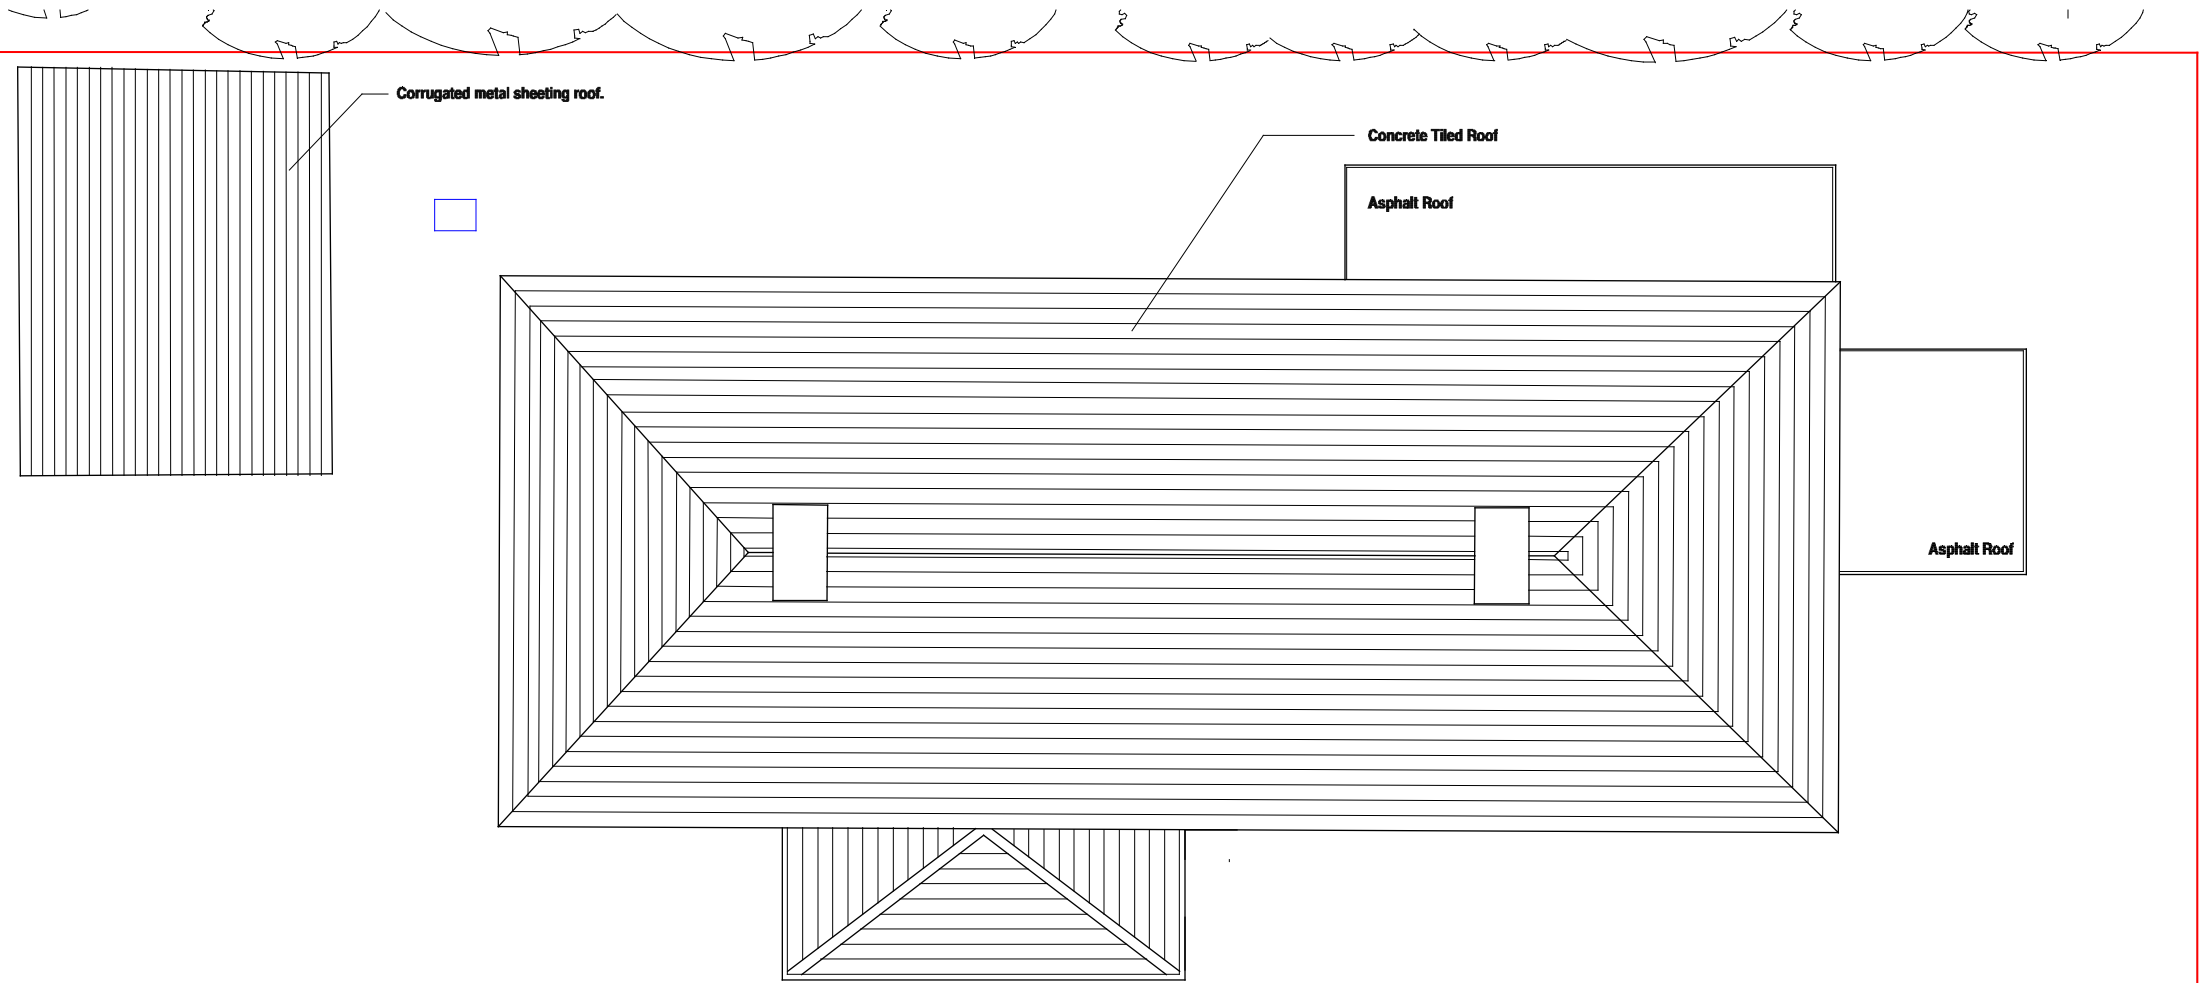 Corrugated metal sheeting roof.
Concrete Tiled Roof
Asphalt Roof
Asphalt Roof